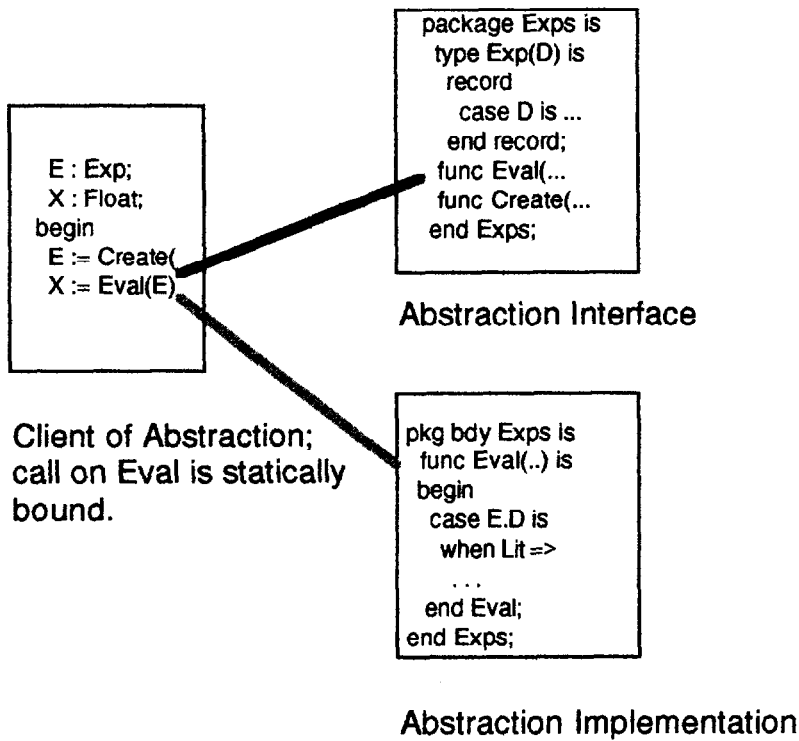 E : Exp;
X : Float;
begin
E := Create(
X := Eval(E)
Client of Abstraction;
call on Eval is statically
bound.
package Exps is
type Exp(D) is
record
case D is ...
end record;
func Eval(...
func Create(...
end Exps;
Abstraction Interface
pkg bdy Exps is
func Eval(..) is
begin
case E.D is
when Lit =>
. . .
end Eval;
end Exps;
Abstraction Implementation